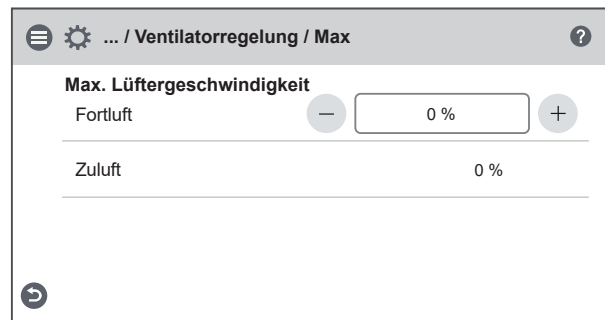 ... / Ventilatorregelung / Max ?
Max. Lüftergeschwindigkeit
Fortluft − 0 % +
Zuluft 0 %